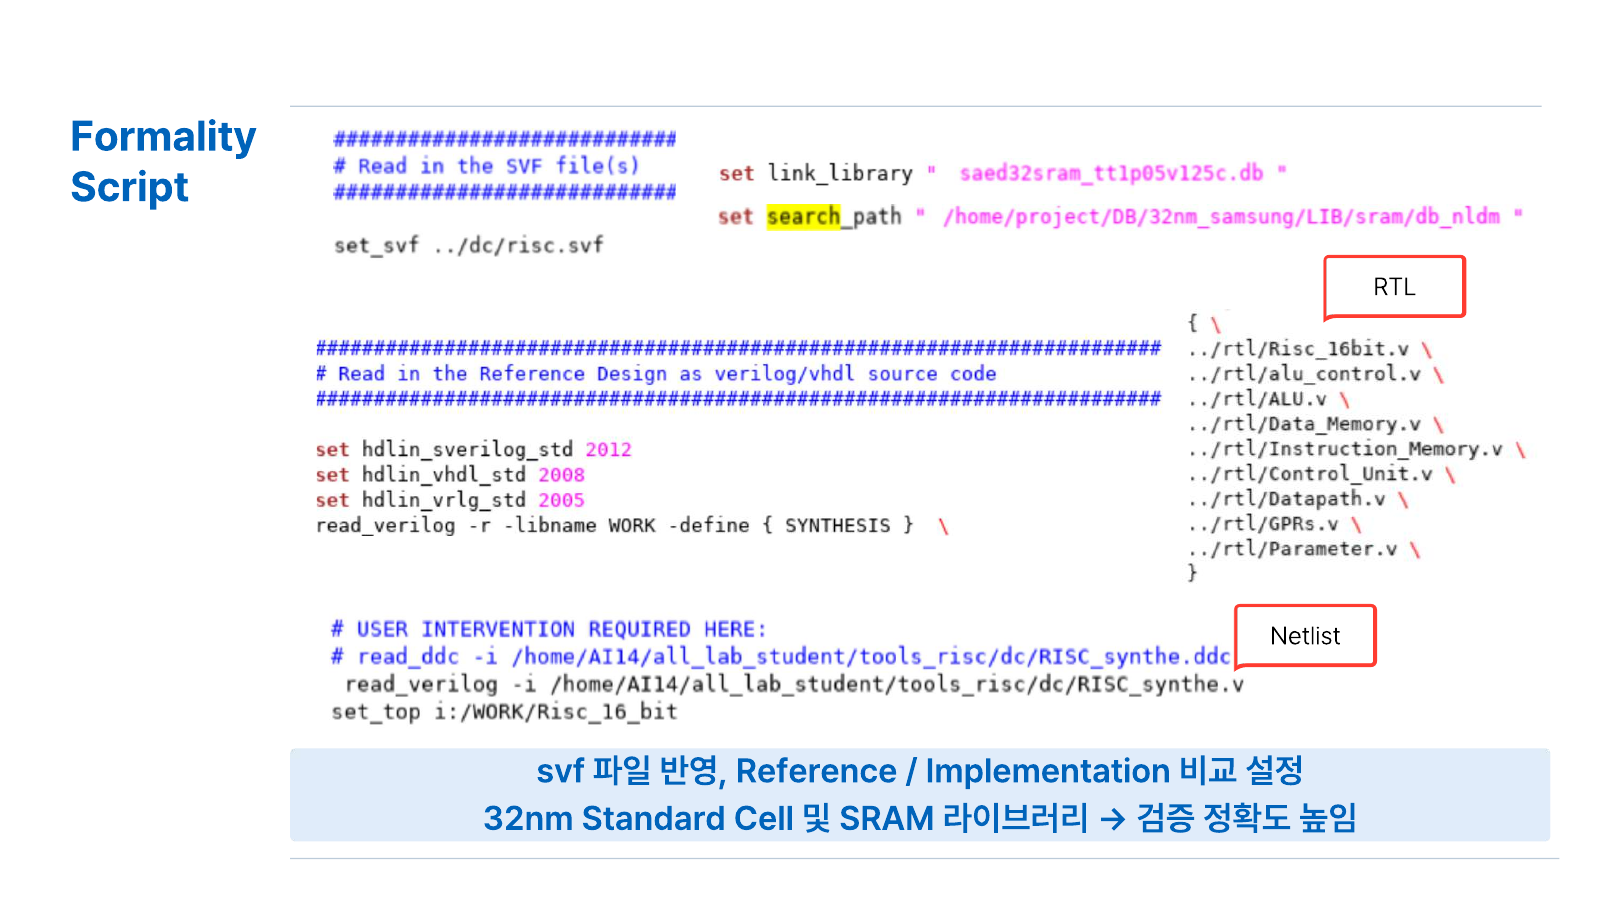 Formality
Script
############################
# Read in the SVF file(s)
############################
set_svf ../dc/risc.svf
set link_library " saed32sram_tt1p05v125c.db "
set search_path " /home/project/DB/32nm_samsung/LIB/sram/db_nldm "
########################################################################
# Read in the Reference Design as verilog/vhdl source code
########################################################################
set hdlin_sverilog_std 2012
set hdlin_vhdl_std 2008
set hdlin_vrlg_std 2005
read_verilog -r -libname WORK -define { SYNTHESIS } \
RTL
{ \
../rtl/Risc_16bit.v \
../rtl/alu_control.v \
../rtl/ALU.v \
../rtl/Data_Memory.v \
../rtl/Instruction_Memory.v \
../rtl/Control_Unit.v \
../rtl/Datapath.v \
../rtl/GPRs.v \
../rtl/Parameter.v \
}
Netlist
# USER INTERVENTION REQUIRED HERE:
# read_ddc -i /home/AI14/all_lab_student/tools_risc/dc/RISC_synthe.ddc
read_verilog -i /home/AI14/all_lab_student/tools_risc/dc/RISC_synthe.v
set_top i:/WORK/Risc_16_bit
svf 파일 반영, Reference / Implementation 비교 설정
32nm Standard Cell 및 SRAM 라이브러리 → 검증 정확도 높임